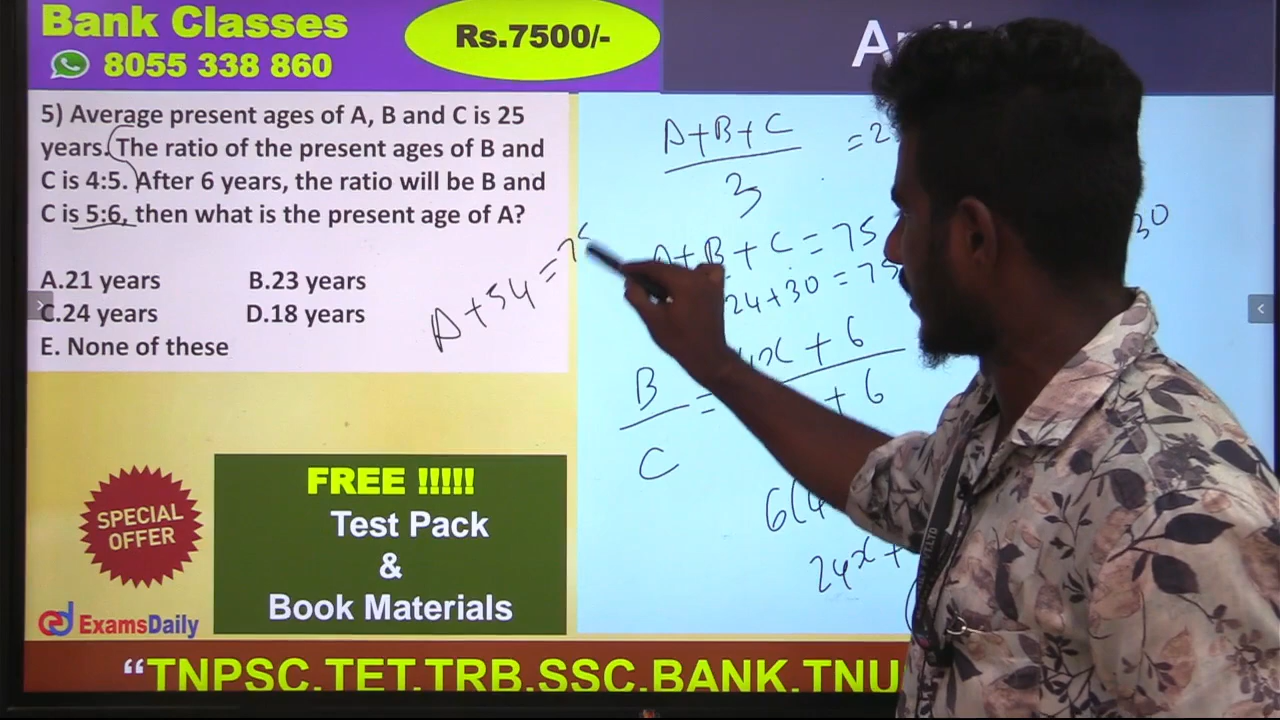 Bank Classes
8055 338 860
Rs.7500/-
5) Average present ages of A, B and C is 25
years. The ratio of the present ages of B and
C is 4:5. After 6 years, the ratio will be B and
C is 5:6, then what is the present age of A?
A.21 years B.23 years
C.24 years D.18 years
E. None of these
A+54=75
A+B+C
3
=2
A+B+C=75
24+30=75
30
B
C
=
4x+6
+6
6(4
24x+
SPECIAL
OFFER
FREE !!!!!
Test Pack
&
Book Materials
ExamsDaily
“TNPSC.TET.TRB.SSC.BANK.TNU